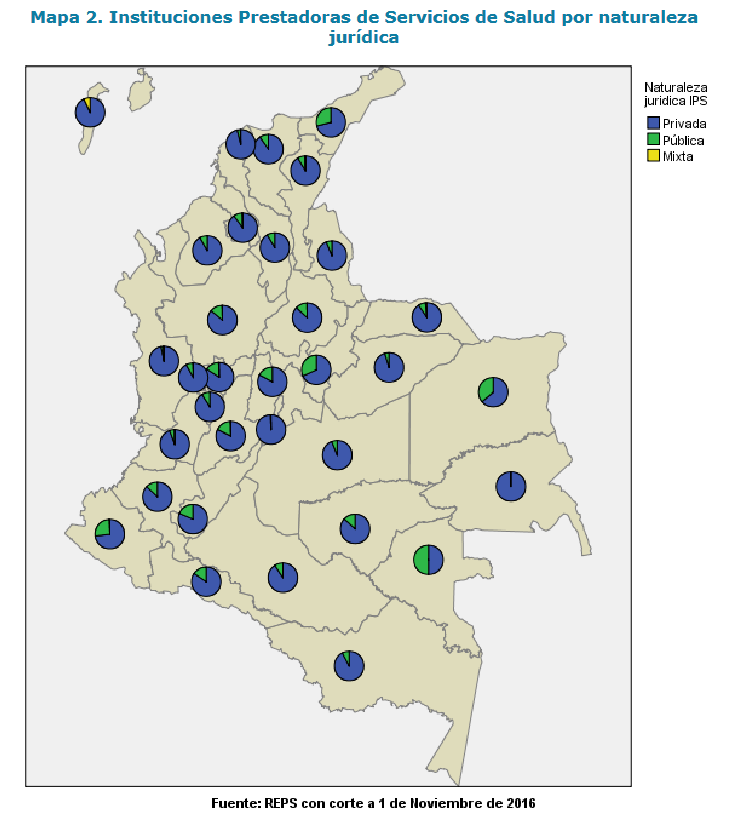 Mapa 2. Instituciones Prestadoras de Servicios de Salud por naturaleza
jurídica
Naturaleza
jurídica IPS
Privada
Pública
Mixta
Fuente: REPS con corte a 1 de Noviembre de 2016